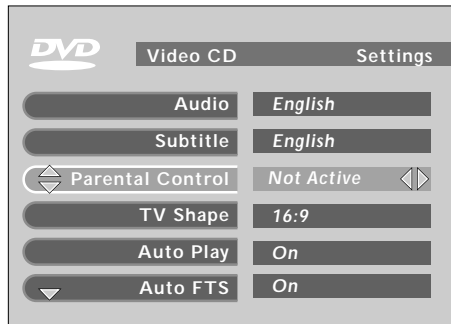 DVD Video CD Settings
Audio English
Subtitle English
Parental Control Not Active
TV Shape 16:9
Auto Play On
Auto FTS On